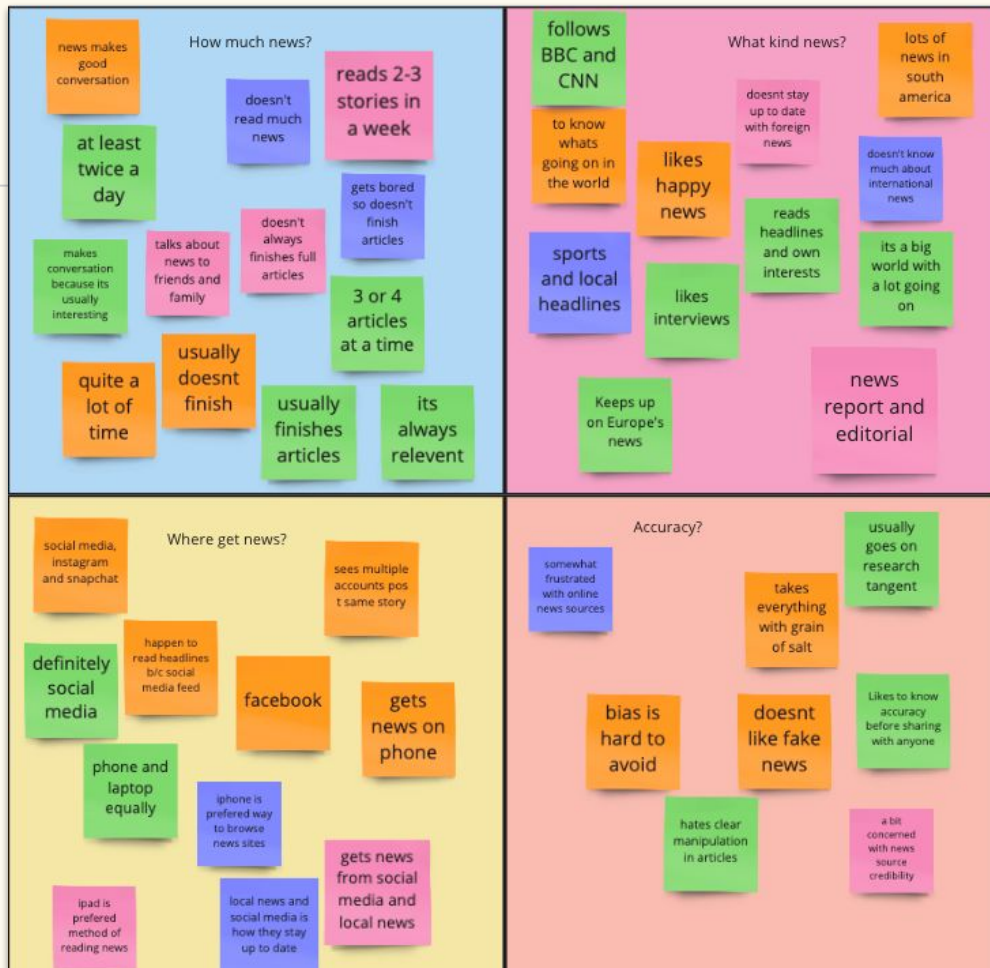 How much news?
news makes
good
conversation
doesn't
read much
news
reads 2-3
stories in
a week
at least
twice a
day
gets bored
so doesn't
finish
articles
makes
conversation
because its
usually
interesting
talks about
news to
friends and
family
doesn't
always
finishes full
articles
3 or 4
articles
at a time
quite a
lot of
time
usually
doesnt
finish
usually
finishes
articles
its
always
relevent
What kind news?
follows
BBC and
CNN
lots of
news in
south
america
doesnt stay
up to date
with foreign
news
to know
whats
going on in
the world
likes
happy
news
doesn't know
much about
international
news
reads
headlines
and own
interests
sports
and local
headlines
likes
interviews
its a big
world with
a lot going
on
Keeps up
on Europe's
news
news
report and
editorial
Where get news?
social media,
instagram
and snapchat
sees multiple
accounts pos
t same story
happen to
read headlines
b/c social
media feed
definitely
social
media
facebook
gets
news on
phone
phone and
laptop
equally
iphone is
prefered way
to browse
news sites
gets news
from social
media and
local news
ipad is
prefered
method of
reading news
local news and
social media is
how they stay
up to date
Accuracy?
usually
goes on
research
tangent
somewhat
frustrated
with online
news sources
takes
everything
with grain
of salt
bias is
hard to
avoid
doesnt
like fake
news
Likes to know
accuracy
before sharing
with anyone
hates clear
manipulation
in articles
a bit
concerned
with news
source
credibility